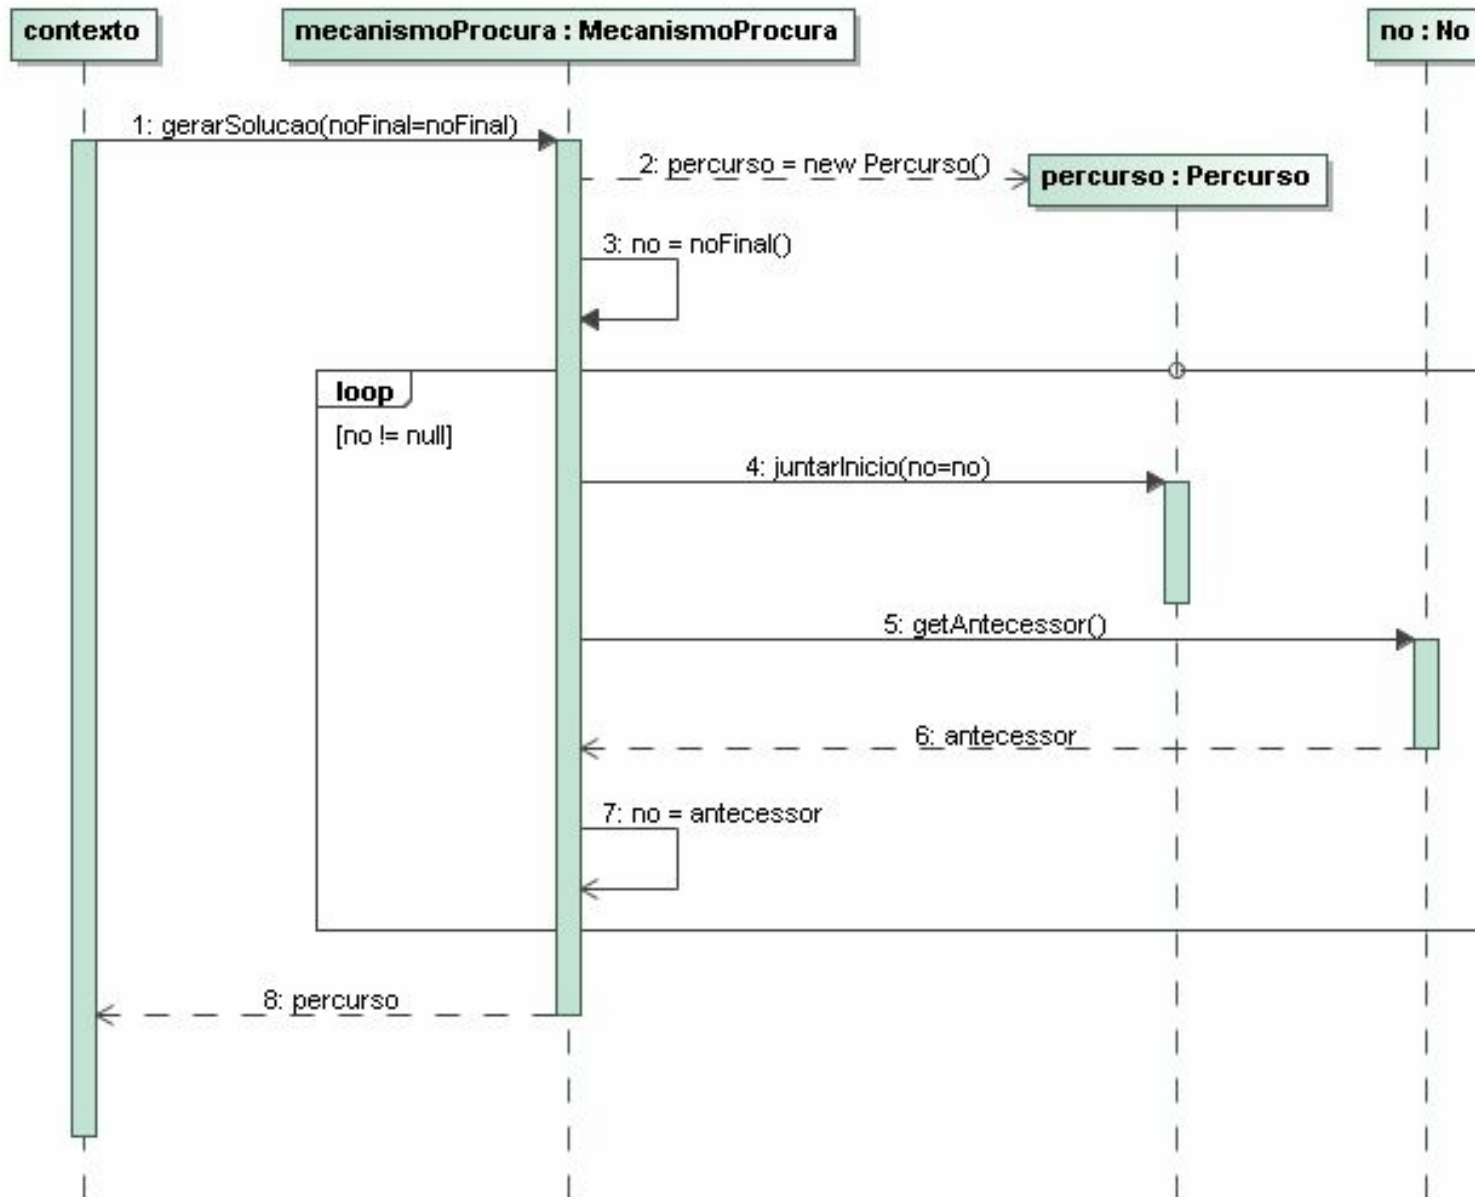 contexto
mecanismoProcura : MecanismoProcura
no : No
1: gerarSolucao(noFinal=noFinal)
2: percurso = new Percurso()
percurso : Percurso
3: no = noFinal()
loop
[no != null]
4: juntarInicio(no=no)
5: getAntecessor()
6: antecessor
7: no = antecessor
8: percurso